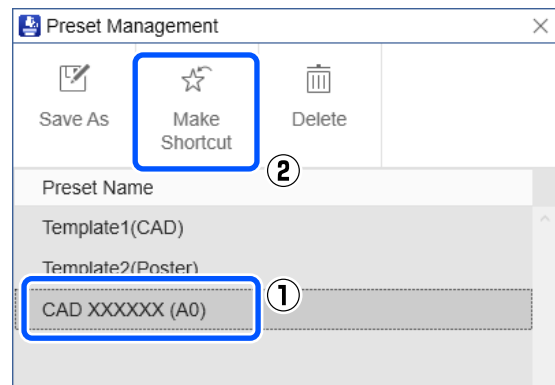 Preset Management
Save As
Make
Shortcut
Delete
②
Preset Name
Template1(CAD)
Template2(Poster)
①
CAD XXXXXX (A0)